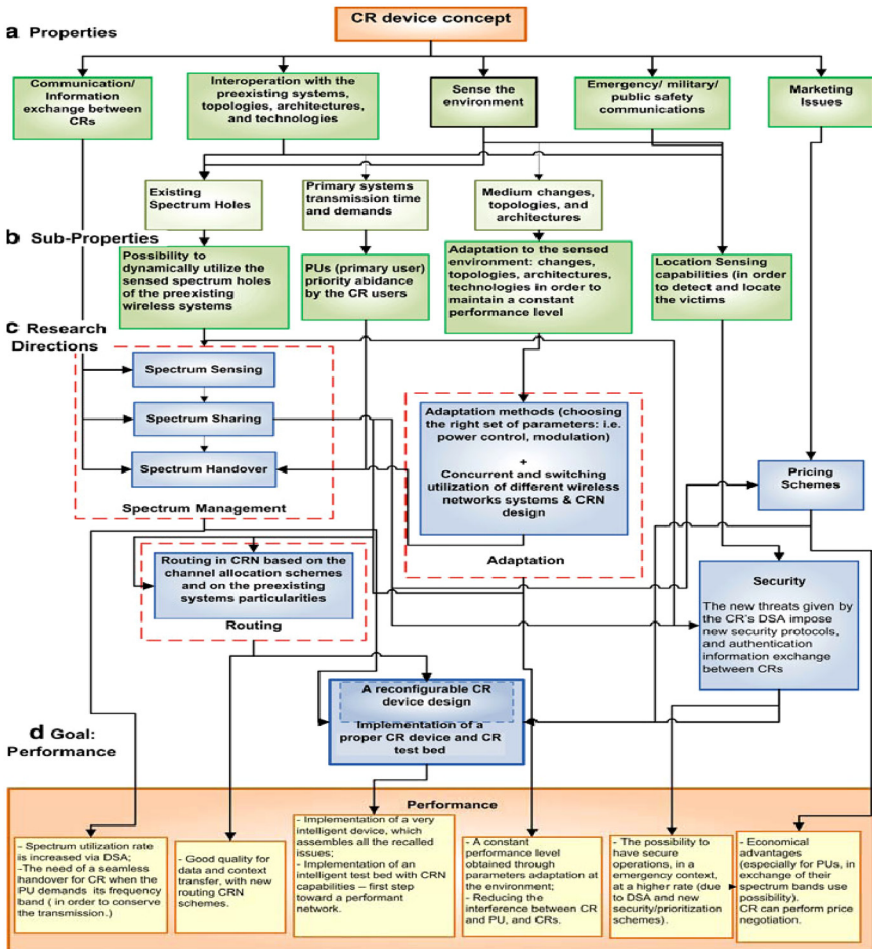 CR device concept
a Properties
Communication/
Information
exchange between
CRs
Interoperation with the
preexisting systems,
topologies, architectures,
and technologies
Sense the
environment
Emergency/ military/
public safety
communications
Marketing
Issues
Existing
Spectrum Holes
Primary systems
transmission time
and demands
Medium changes,
topologies, and
architectures
b Sub-Properties
Possibility to
dynamically utilize the
sensed spectrum holes
of the preexisting
wireless systems
PUs (primary user)
priority abidance
by the CR users
Adaptation to the sensed
environment: changes,
topologies, architectures,
technologies in order to
maintain a constant
performance level
Location Sensing
capabilities (in order
to detect and locate
the victims
c Research
Directions
Spectrum Sensing
Spectrum Sharing
Spectrum Handover
Spectrum Management
Adaptation methods (choosing
the right set of parameters: i.e.
power control, modulation)
+
Concurrent and switching
utilization of different wireless
networks systems & CRN
design
Adaptation
Pricing
Schemes
Routing in CRN based on the
channel allocation schemes
and on the preexisting
systems particularities
Routing
Security
The new threats given by
the CR's DSA impose
new security protocols,
and authentication
information exchange
between CRs
A reconfigurable CR
device design
Implementation of a
proper CR device and CR
test bed
d Goal:
Performance
Performance
- Spectrum utilization rate
is increased via DSA;
-The need of a seamless
handover for CR when the
PU demands its frequency
band ( in order to conserve
the transmission.)
- Good quality for
data and context
transfer, with new
routing CRN
schemes.
- Implementation of a very
intelligent device, which
assembles all the recalled
issues;
- Implementation of an
intelligent test bed with CRN
capabilities – first step
toward a performant network.
- A constant
performance level
obtained through
parameters adaptation at
the environment;
- Reducing the
interference between CR
and PU, and CRs.
- The possibility to
have secure
operations, in a
emergency context,
at a higher rate (due
to DSA and new
security/prioritization
schemes).
- Economical
advantages
(especially for PUs, in
exchange of their
spectrum bands use
possibility).
CR can perform price
negotiation.